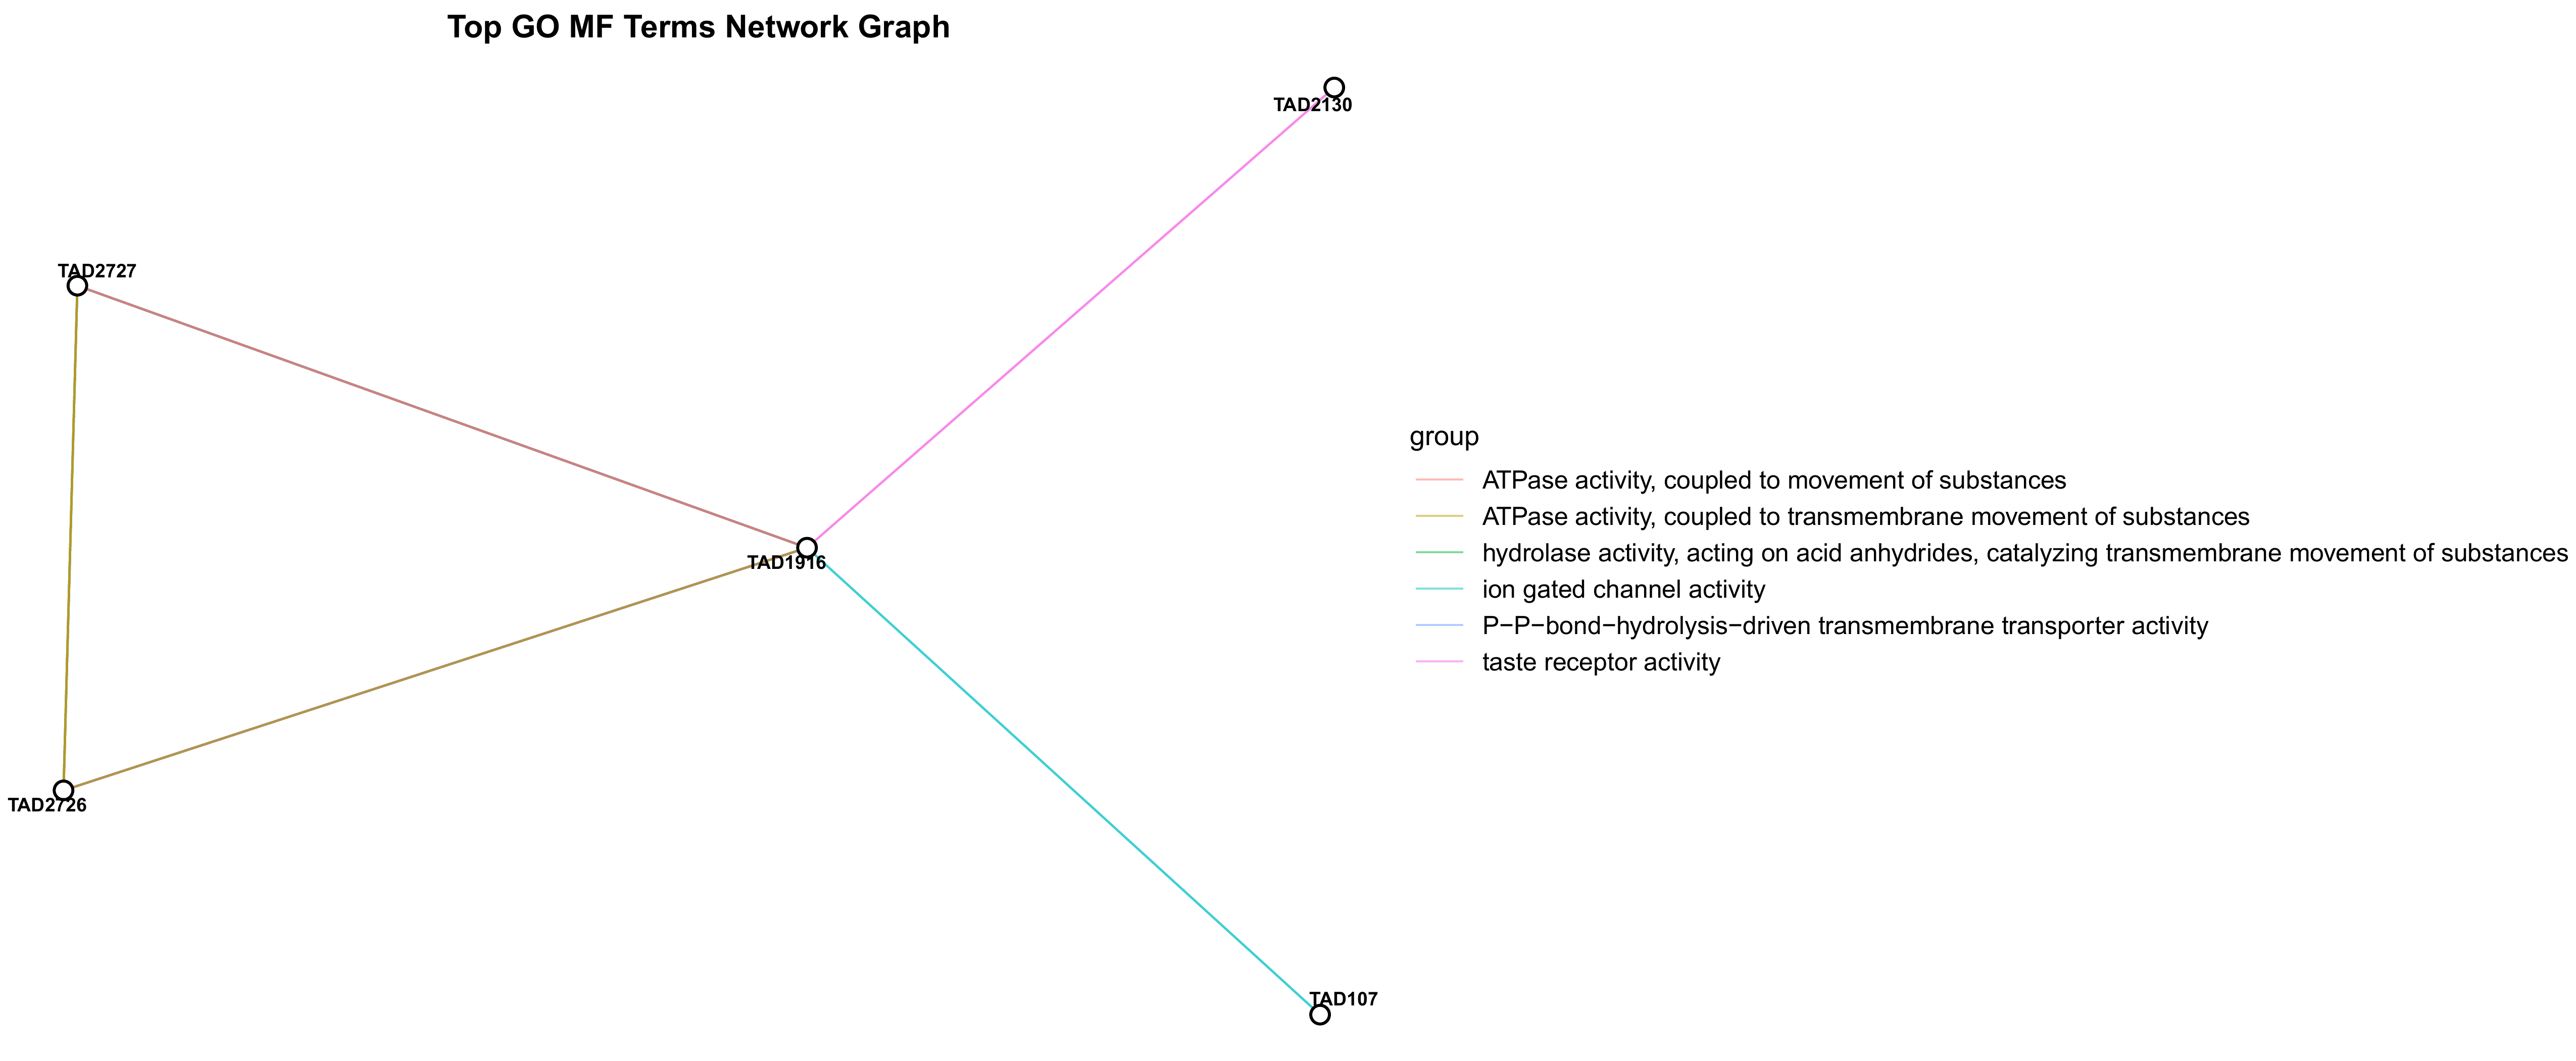 Top GO MF Terms Network Graph
TAD2130
TAD2727
TAD1916
TAD2726
TAD107
group
ATPase activity, coupled to movement of substances
ATPase activity, coupled to transmembrane movement of substances
hydrolase activity, acting on acid anhydrides, catalyzing transmembrane movement of substances
ion gated channel activity
P−P−bond−hydrolysis−driven transmembrane transporter activity
taste receptor activity